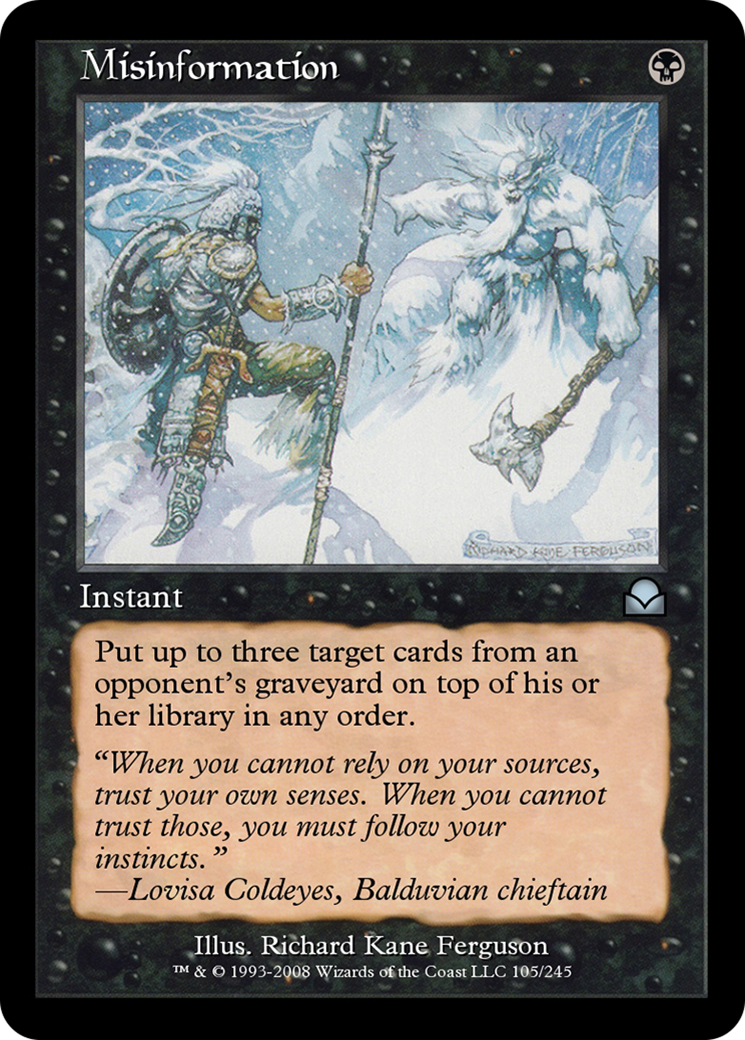 Misinformation
RICHARD KANE FERGUSON
Instant
Put up to three target cards from an
opponent's graveyard on top of his or
her library in any order.
“When you cannot rely on your sources,
trust your own senses. When you cannot
trust those, you must follow your
instincts.”
—Lovisa Coldeyes, Balduvian chieftain
Illus. Richard Kane Ferguson
™ & © 1993-2008 Wizards of the Coast LLC 105/245